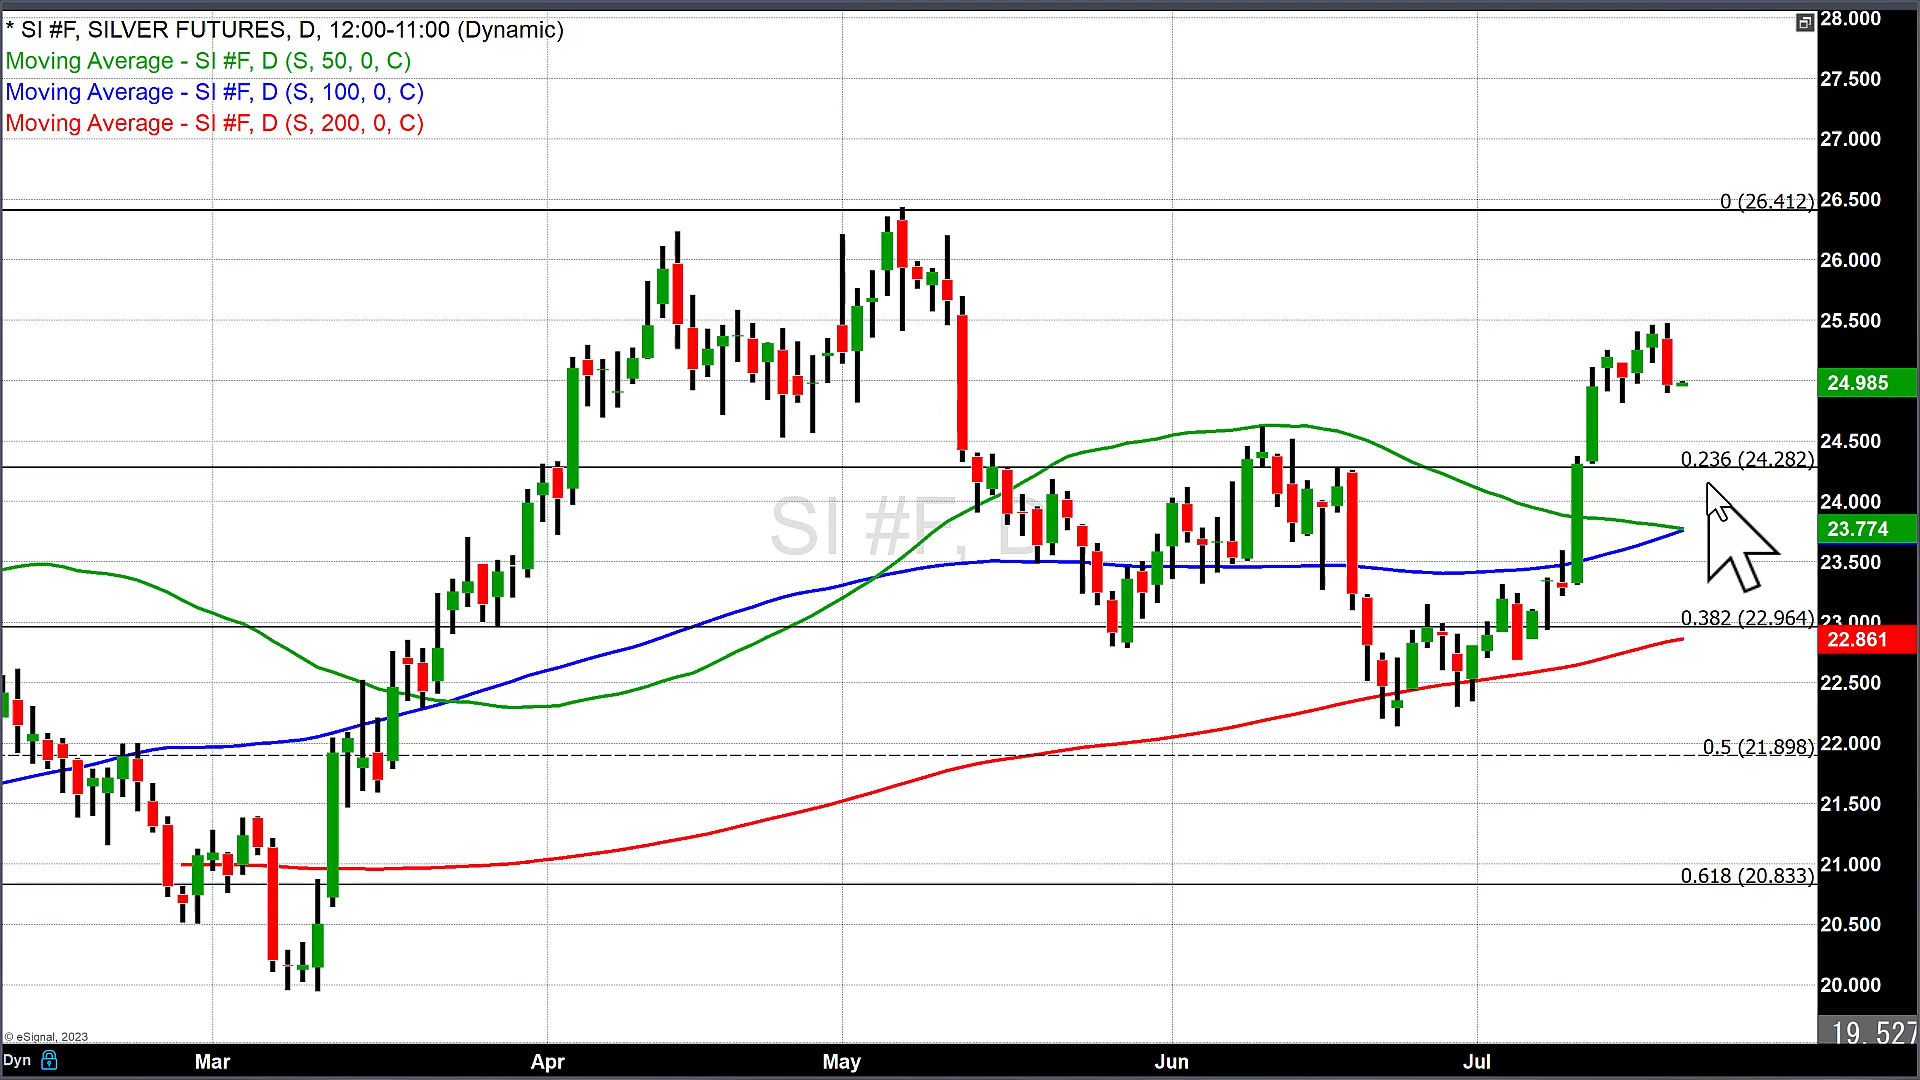 * SI #F, SILVER FUTURES, D, 12:00-11:00 (Dynamic)
Moving Average - SI #F, D (S, 50, 0, C)
Moving Average - SI #F, D (S, 100, 0, C)
Moving Average - SI #F, D (S, 200, 0, C)
28.000
27.500
27.000
0 (26.412)
26.500
26.000
25.500
24.985
24.500
0.236 (24.282)
24.000
SI #F, D
23.774
23.500
0.382 (22.964)
23.000
22.861
22.500
0.5 (21.898)
22.000
21.500
21.000
0.618 (20.833)
20.500
20.000
19.527
© eSignal, 2023
Dyn
Mar
Apr
May
Jun
Jul